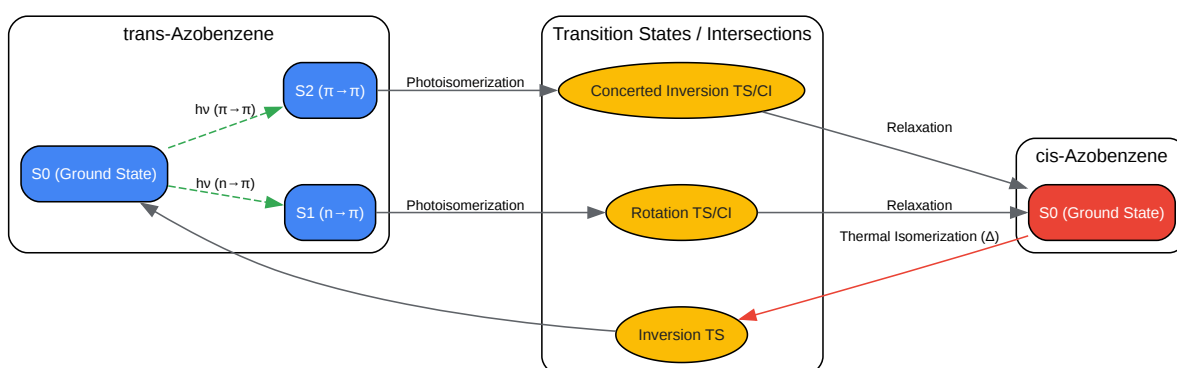 trans-Azobenzene
Transition States / Intersections
cis-Azobenzene
S0 (Ground State)
hν (π→π)
hν (n→π)
S2 (π→π)
S1 (n→π)
Photoisomerization
Photoisomerization
Concerted Inversion TS/CI
Rotation TS/CI
Inversion TS
Relaxation
Relaxation
Thermal Isomerization (Δ)
S0 (Ground State)